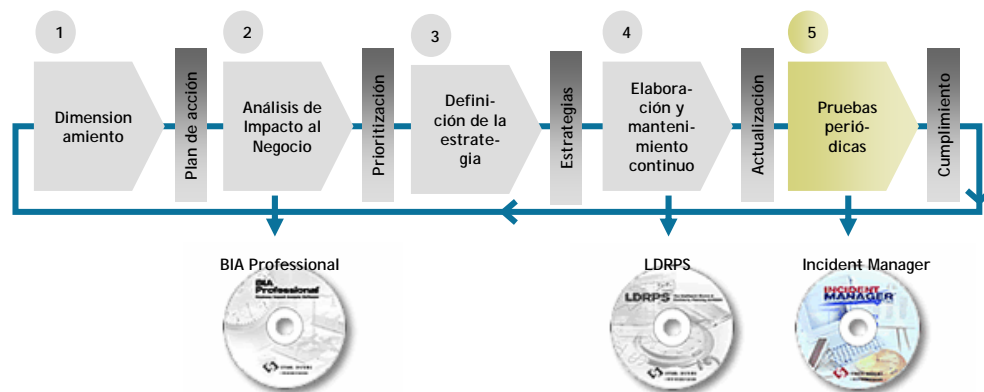 1
Dimension
amiento
Plan de acción
2
Análisis de
Impacto al
Negocio
Prioritización
3
Defini-
ción de la
estrate-
gia
Estrategias
4
Elabora-
ción y
manteni-
miento
continuo
Actualización
5
Pruebas
perió-
dicas
Cumplimiento
BIA Professional
BIA
Professional
LDRPS
LDRPS
Incident Manager
INCIDENT
MANAGER